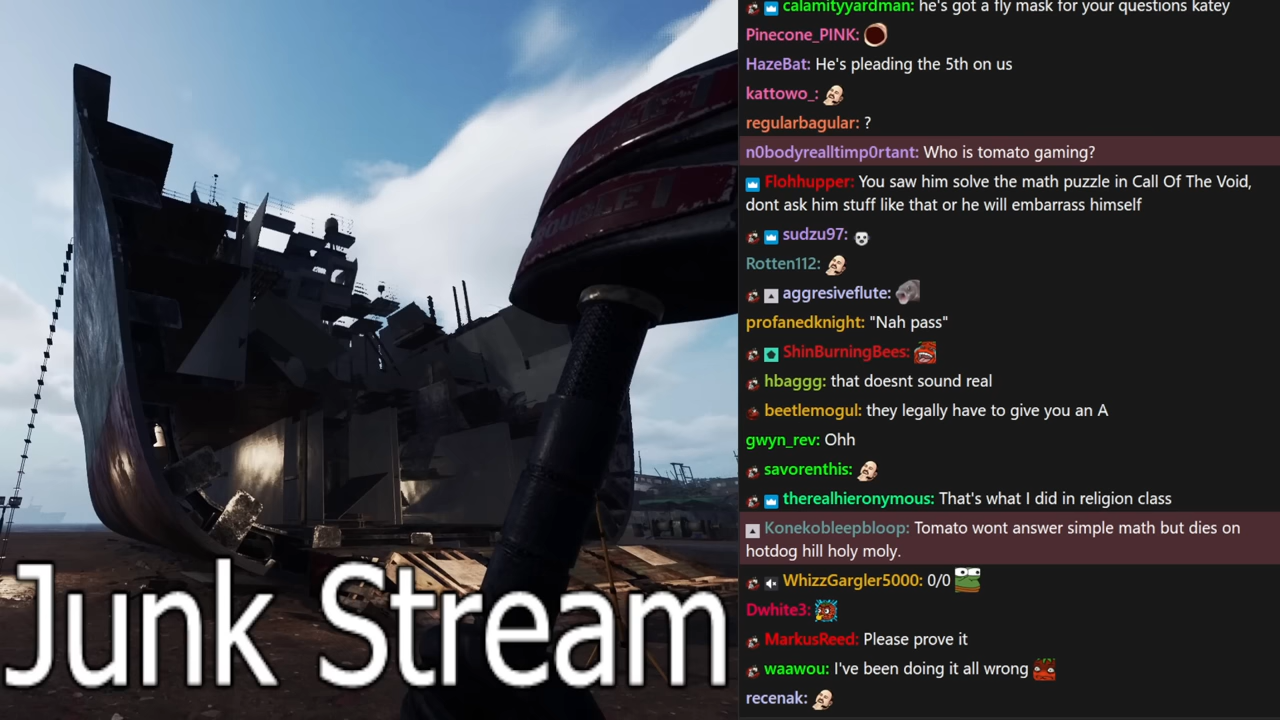 calamityyardman: he's got a fly mask for your questions katey
Pinecone_PINK:
HazeBat: He's pleading the 5th on us
kattowo_:
regularbagular: ?
n0bodyrealltimp0rtant: Who is tomato gaming?
Flohhupper: You saw him solve the math puzzle in Call Of The Void,
dont ask him stuff like that or he will embarrass himself
sudzu97:
Rotten112:
aggresiveflute:
profanedknight: "Nah pass"
ShinBurningBees:
hbaggg: that doesnt sound real
beetlemogul: they legally have to give you an A
gwyn_rev: Ohh
savorenthis:
therealhieronymous: That's what I did in religion class
Konekobleepbloop: Tomato wont answer simple math but dies on
hotdog hill holy moly.
WhizzGargler5000: 0/0
Dwhite3:
MarkusReed: Please prove it
waawou: I've been doing it all wrong
recenak:
Junk Stream